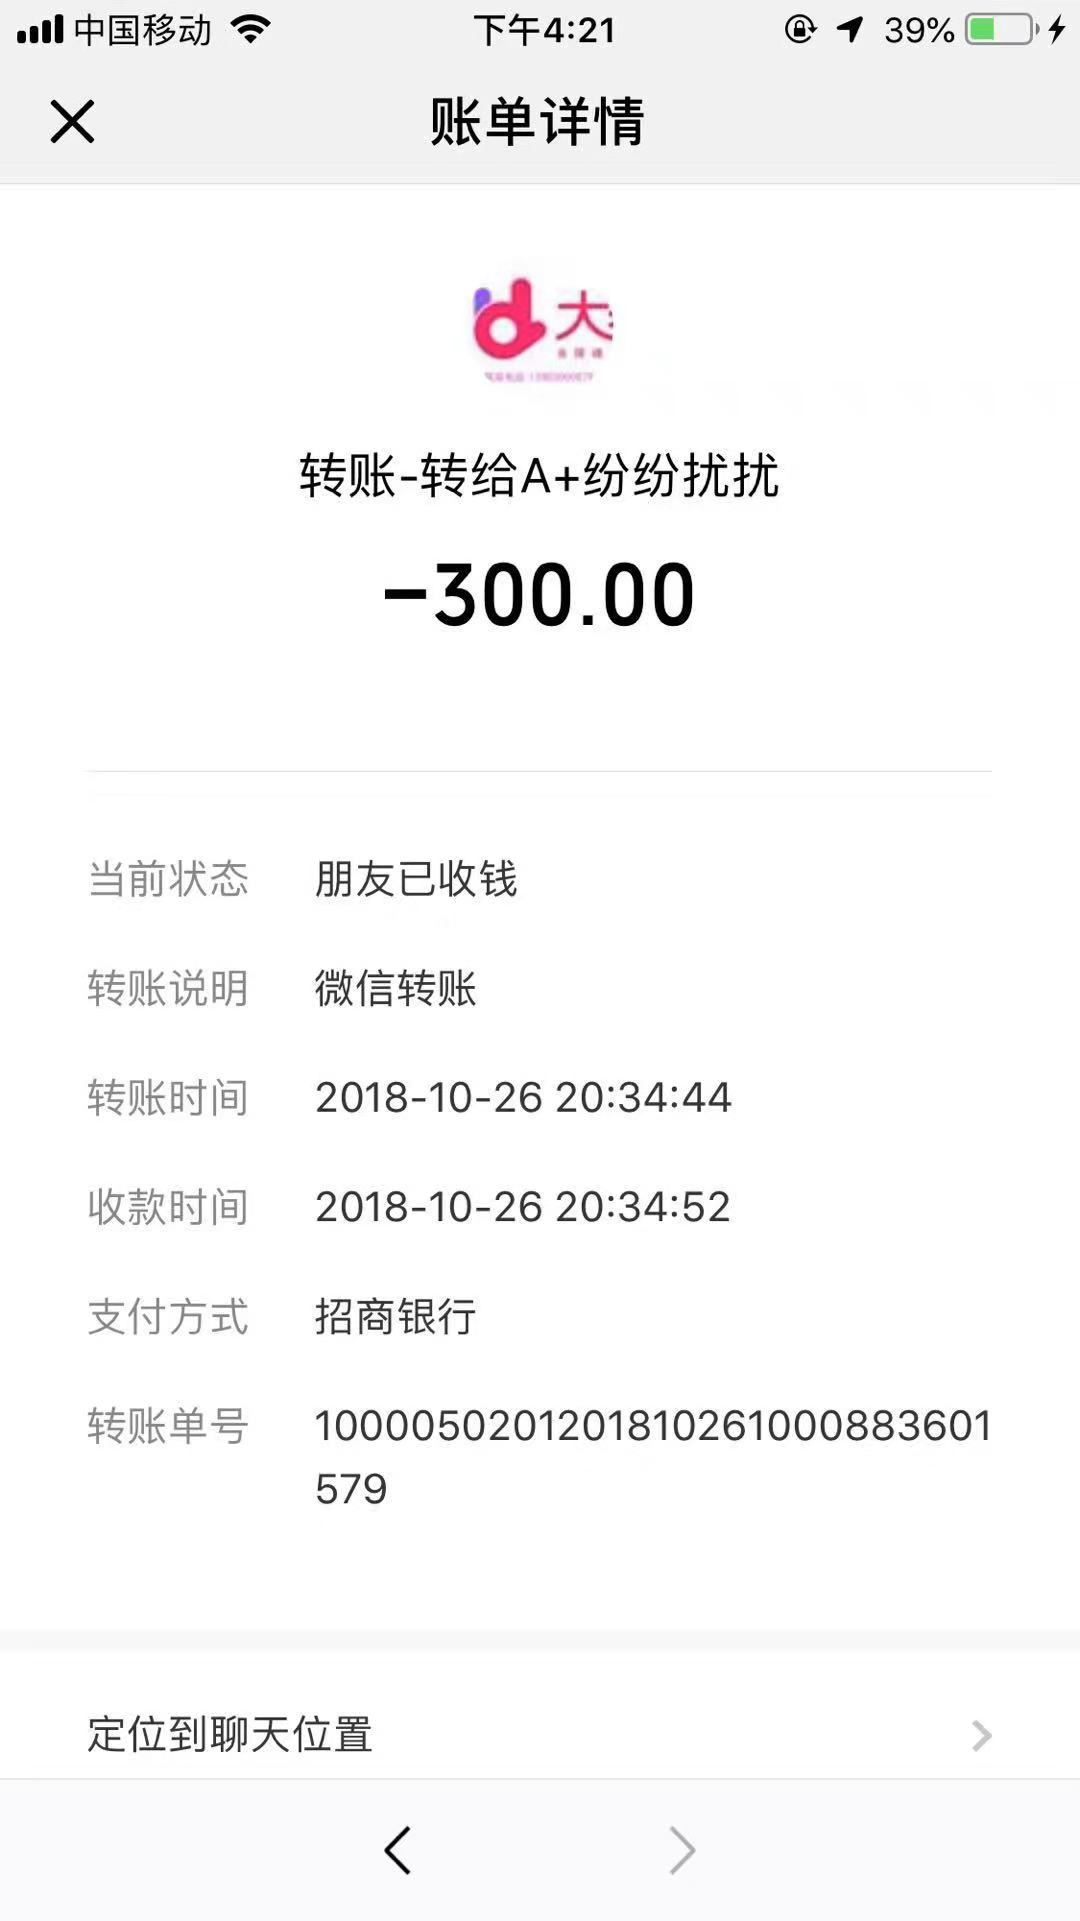 中国移动
下午4:21
39%
账单详情
大
转账-转给A+纷纷扰扰
-300.00
当前状态 朋友已收钱
转账说明 微信转账
转账时间 2018-10-26 20:34:44
收款时间 2018-10-26 20:34:52
支付方式 招商银行
转账单号 1000050201201810261000883601
579
定位到聊天位置